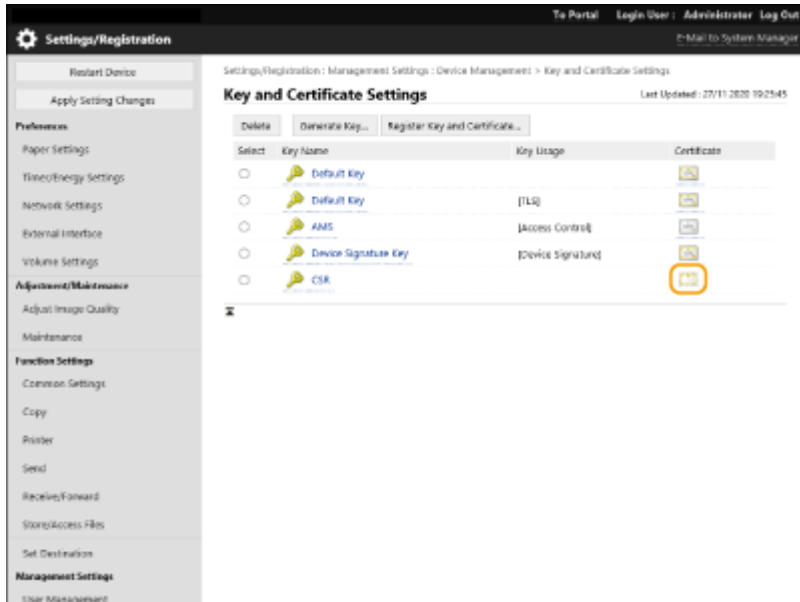 To Portal Login User : Administrator Log Out
Settings/Registration
E-Mail to System Manager
Restart Device
Apply Setting Changes
Preferences
Paper Settings
Timer/Energy Settings
Network Settings
External Interface
Volume Settings
Adjustment/Maintenance
Adjust Image Quality
Maintenance
Function Settings
Common Settings
Copy
Printer
Send
Receive/Forward
Store/Access Files
Set Destination
Management Settings
User Management
Settings/Registration : Management Settings : Device Management > Key and Certificate Settings
Key and Certificate Settings
Last Updated : 27/11 2020 19:25:45
Delete Generate Key... Register Key and Certificate...
Select Key Name Key Usage Certificate
Default Key
Default Key [TLS]
AMS [Access Control]
Device Signature Key [Device Signature]
CSR